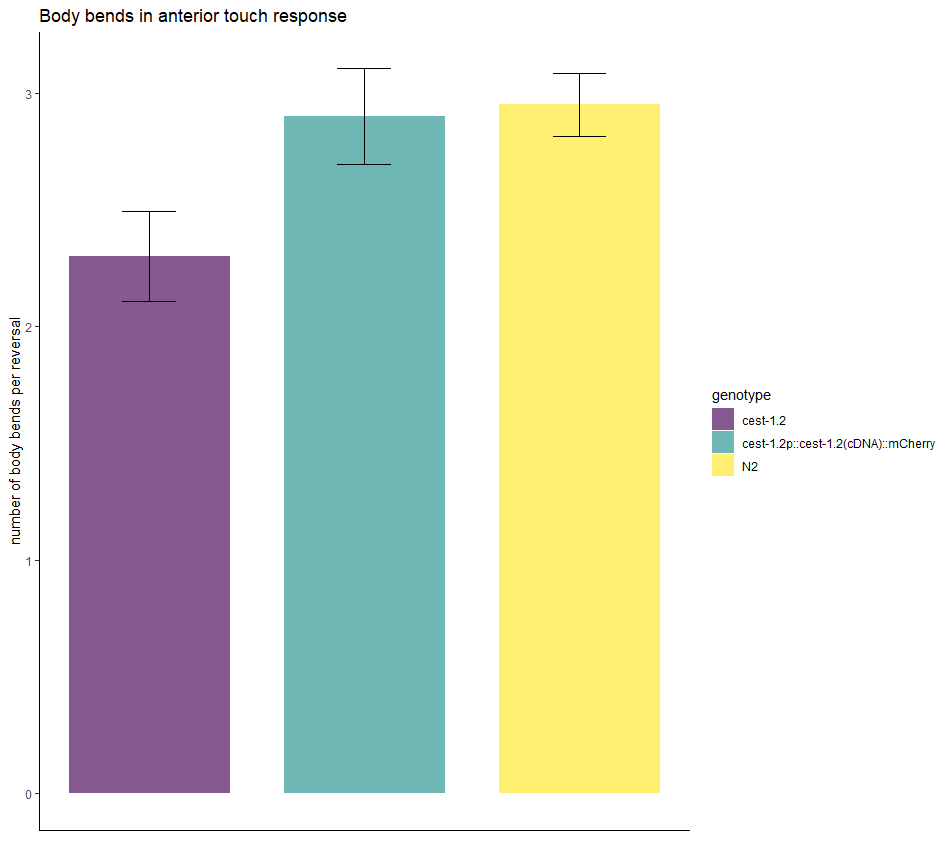 Body bends in anterior touch response
3
2
1
0
number of body bends per reversal
genotype
cest-1.2
cest-1.2p::cest-1.2(cDNA)::mCherry
N2